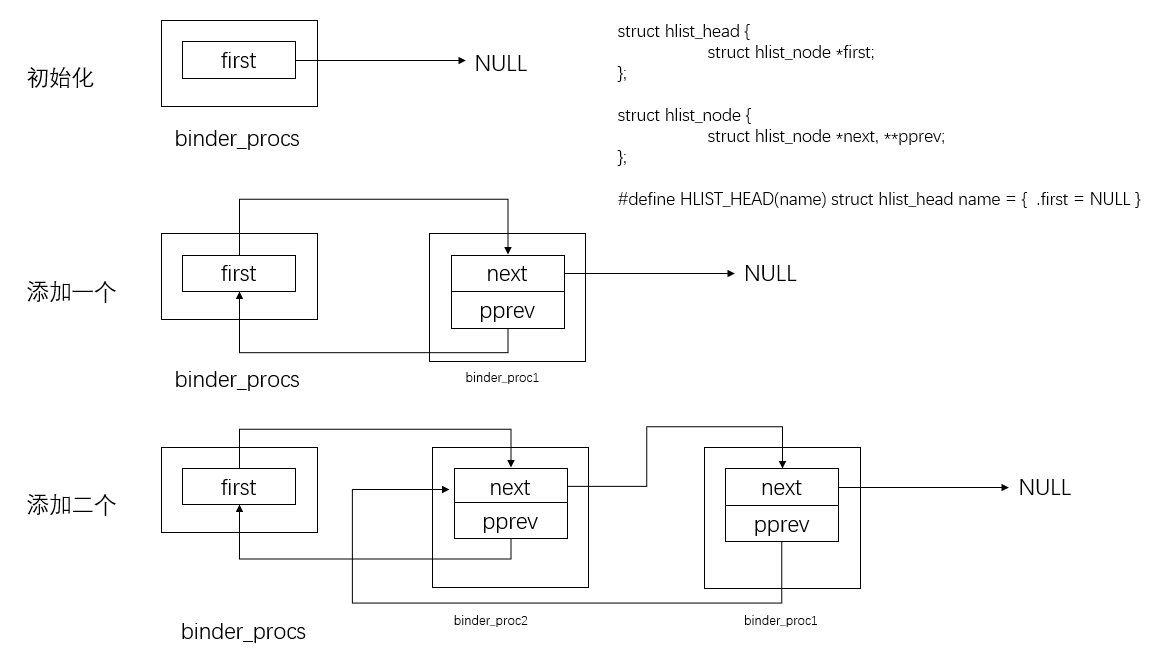 初始化
first
NULL
binder_procs
struct hlist_head {
struct hlist_node *first;
};
struct hlist_node {
struct hlist_node *next, **pprev;
};
#define HLIST_HEAD(name) struct hlist_head name = {  .first = NULL }
添加一个
first
next
pprev
NULL
binder_procs
binder_proc1
添加二个
first
next
pprev
next
pprev
NULL
binder_procs
binder_proc2
binder_proc1